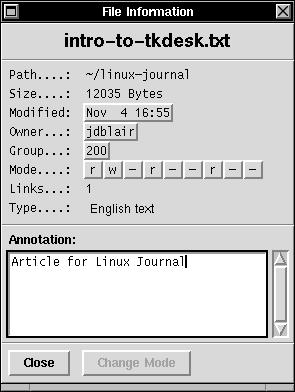 File Information
intro-to-tkdesk.txt
Path....: ~/linux-journal
Size....: 12035 Bytes
Modified: Nov  4 16:55
Owner...: jdblair
Group...: 200
Mode....: r w - r - - r - -
Links...: 1
Type....: English text
Annotation:
Article for Linux Journal
Close Change Mode